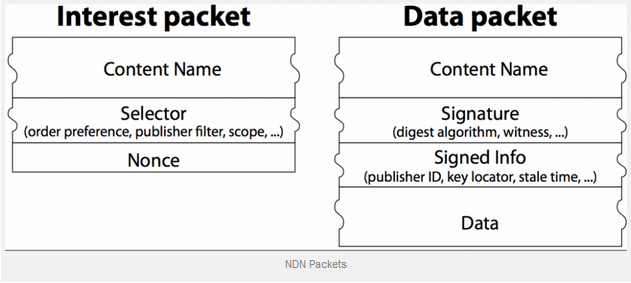 Interest packet
Content Name
Selector
(order preference, publisher filter, scope, ...)
Nonce
Data packet
Content Name
Signature
(digest algorithm, witness, ...)
Signed Info
(publisher ID, key locator, stale time, ...)
Data
NDN Packets